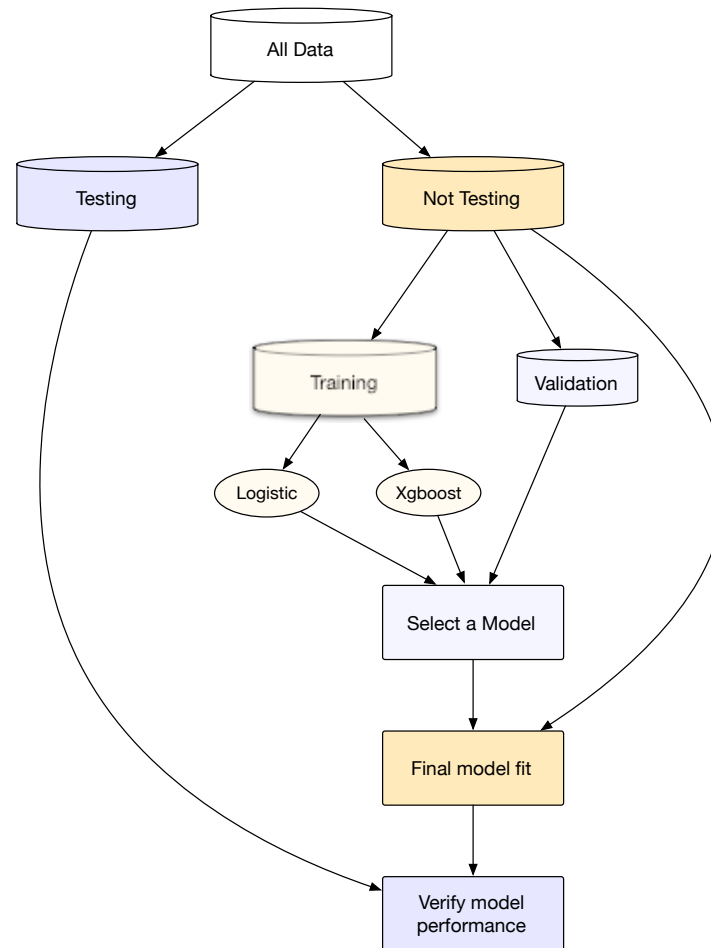 All Data
Testing
Not Testing
Training
Validation
Logistic
Xgboost
Select a Model
Final model fit
Verify model
performance